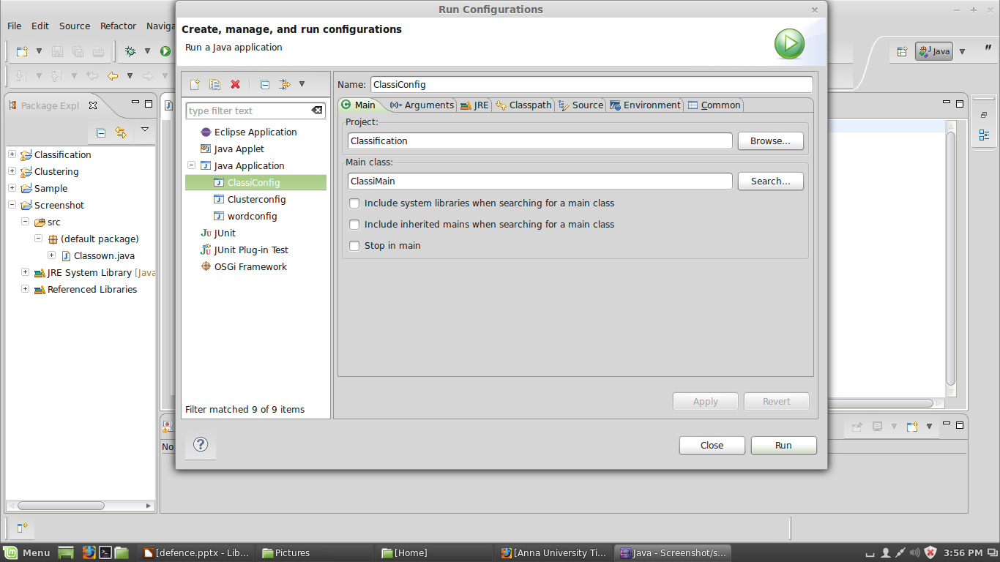 Run Configurations
File Edit Source Refactor Naviga
Create, manage, and run configurations
Run a Java application
Java
Package Expl
Classification
Clustering
Sample
Screenshot
src
(default package)
Classown.java
JRE System Library [Java
Referenced Libraries
type filter text
Eclipse Application
Java Applet
Java Application
ClassiConfig
Clusterconfig
wordconfig
JUnit
JUnit Plug-in Test
OSGi Framework
Filter matched 9 of 9 items
Name: ClassiConfig
Main (x)= Arguments JRE Classpath Source Environment Common
Project:
Classification Browse...
Main class:
ClassiMain Search...
Include system libraries when searching for a main class
Include inherited mains when searching for a main class
Stop in main
Apply Revert
No
Close Run
Menu [defence.pptx - Lib... Pictures [Home] [Anna University Ti... Java - Screenshot/s... 3:56 PM